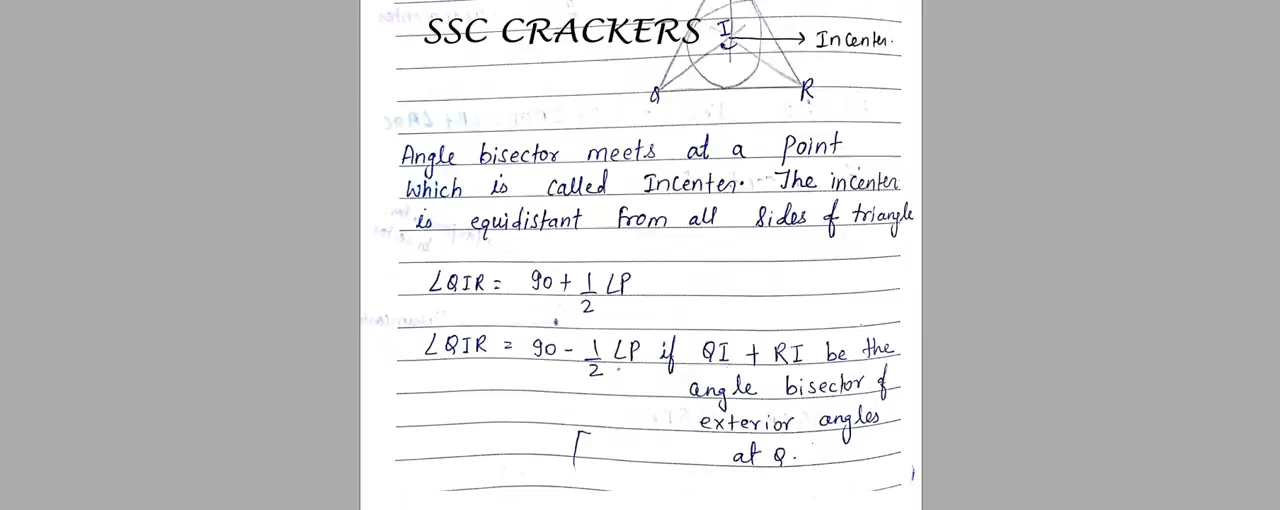 SSC CRACKERS
I
→ Incenter.
Q
R
Angle bisector meets at a Point
which is called Incenter. The incenter
is equidistant from all sides of triangle
∠QIR = 90 + 1/2 ∠P
∠QIR = 90 - 1/2 ∠P if QI + RI be the
angle bisector of
exterior angles
at Q.